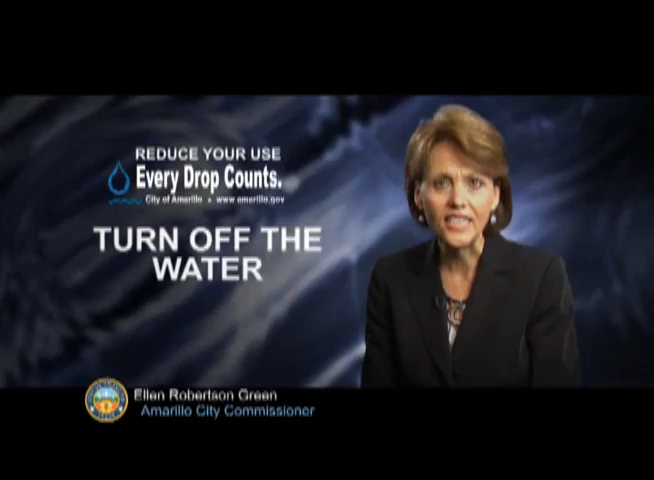 REDUCE YOUR USE
Every Drop Counts.
City of Amarillo • www.amarillo.gov
TURN OFF THE
WATER
Ellen Robertson Green
Amarillo City Commissioner